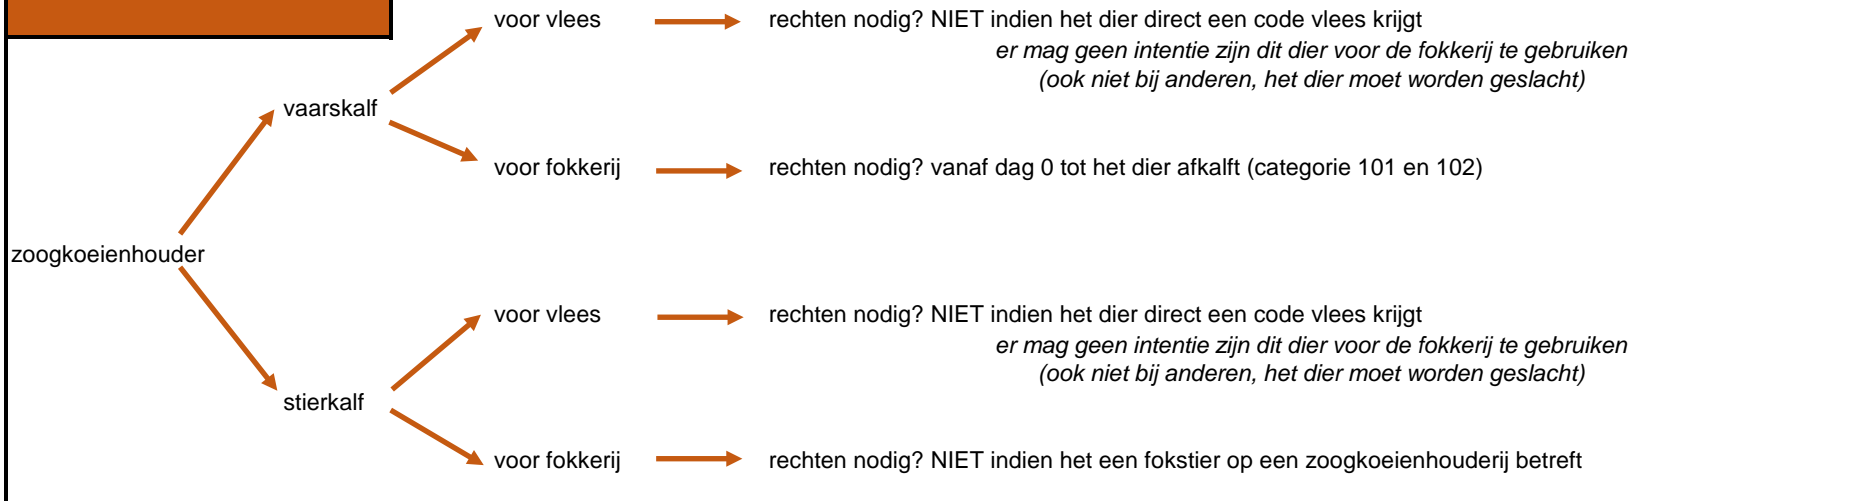 voor vlees rechten nodig? NIET indien het dier direct een code vlees krijgt
er mag geen intentie zijn dit dier voor de fokkerij te gebruiken
(ook niet bij anderen, het dier moet worden geslacht)
vaarskalf
voor fokkerij rechten nodig? vanaf dag 0 tot het dier afkalft (categorie 101 en 102)
zoogkoeienhouder
voor vlees rechten nodig? NIET indien het dier direct een code vlees krijgt
er mag geen intentie zijn dit dier voor de fokkerij te gebruiken
(ook niet bij anderen, het dier moet worden geslacht)
stierkalf
voor fokkerij rechten nodig? NIET indien het een fokstier op een zoogkoeienhouderij betreft